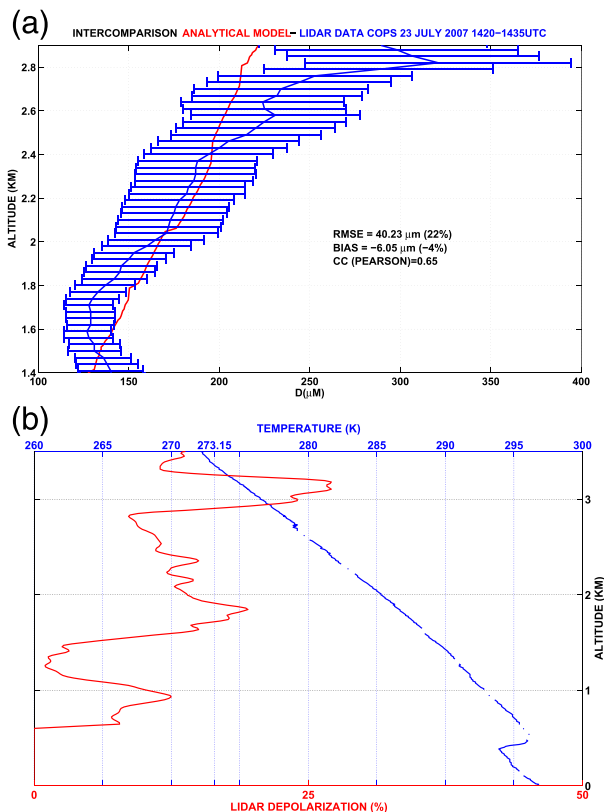 (a)
INTERCOMPARISON ANALYTICAL MODEL− LIDAR DATA COPS 23 JULY 2007 1420−1435UTC
ALTITUDE (KM)
2.8
2.6
2.4
2.2
2
1.8
1.6
1.4
RMSE = 40.23 μm (22%)
BIAS = −6.05 μm (−4%)
CC (PEARSON)=0.65
100 150 200 250 300 350 400
D(μM)
(b)
TEMPERATURE (K)
260 265 270 273.15 280 285 290 295 300
3
2
1
0
ALTITUDE (KM)
0 25 50
LIDAR DEPOLARIZATION (%)